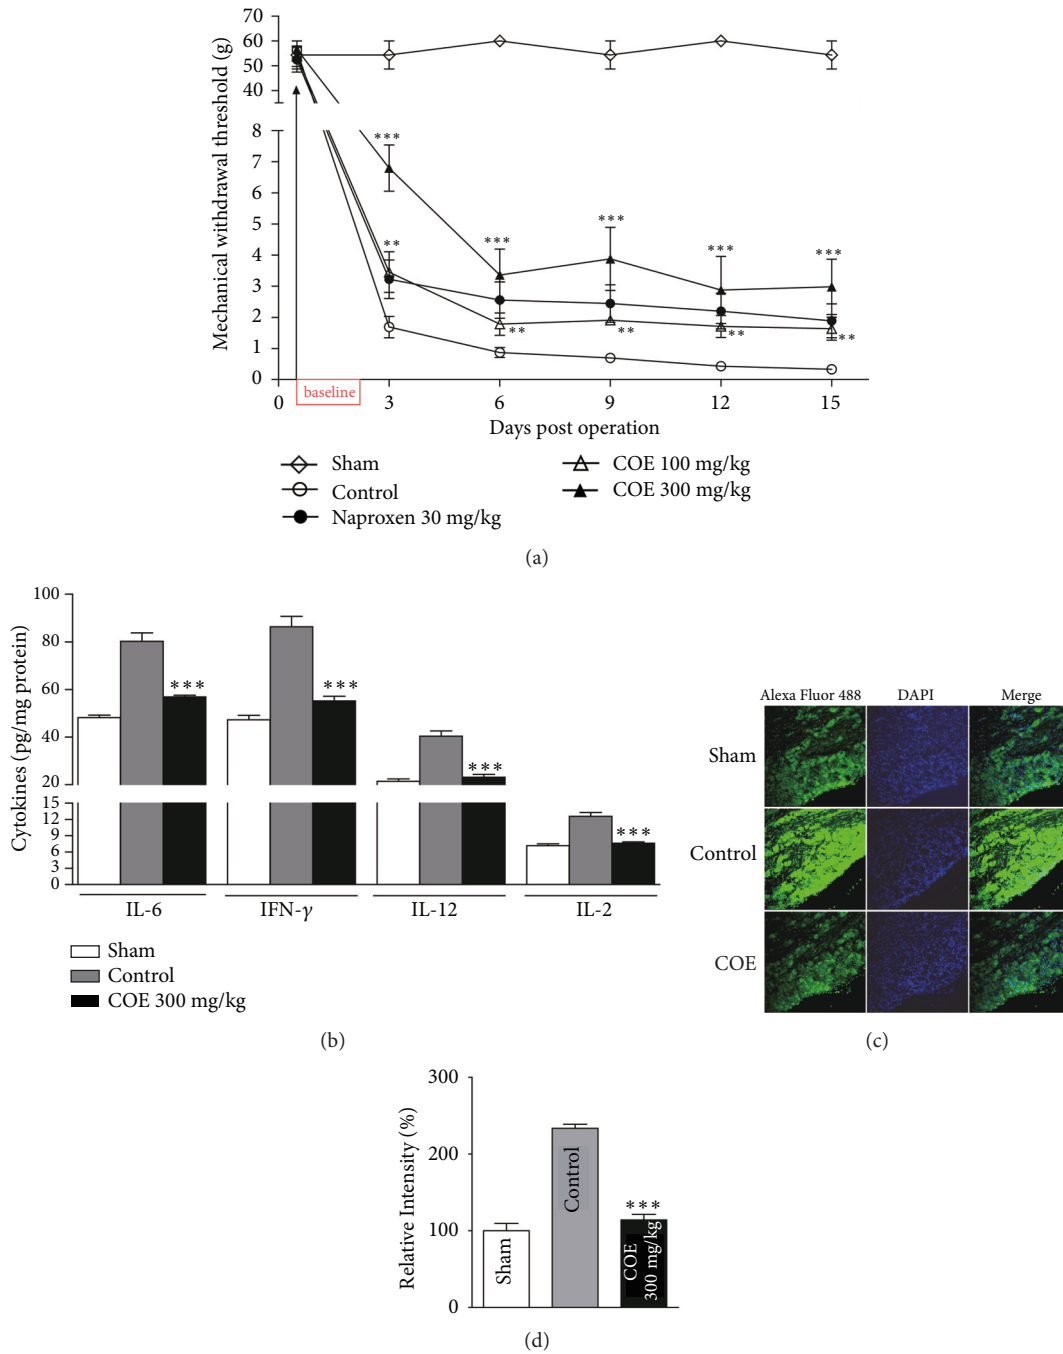 Mechanical withdrawal threshold (g)
70
60
50
40
8
7
6
5
4
3
2
1
0
***
**
***
**
***
**
***
**
***
**
baseline
0 3 6 9 12 15
Days post operation
Sham
Control
Naproxen 30 mg/kg
COE 100 mg/kg
COE 300 mg/kg
(a)
Cytokines (pg/mg protein)
100
80
60
40
20
15
12
9
6
3
0
***
***
***
***
IL-6 IFN-γ IL-12 IL-2
Sham
Control
COE 300 mg/kg
(b)
Alexa Fluor 488 DAPI Merge
Sham
Control
COE
(c)
Relative Intensity (%)
300
200
100
0
Sham
Control
***
COE
300 mg/kg
(d)